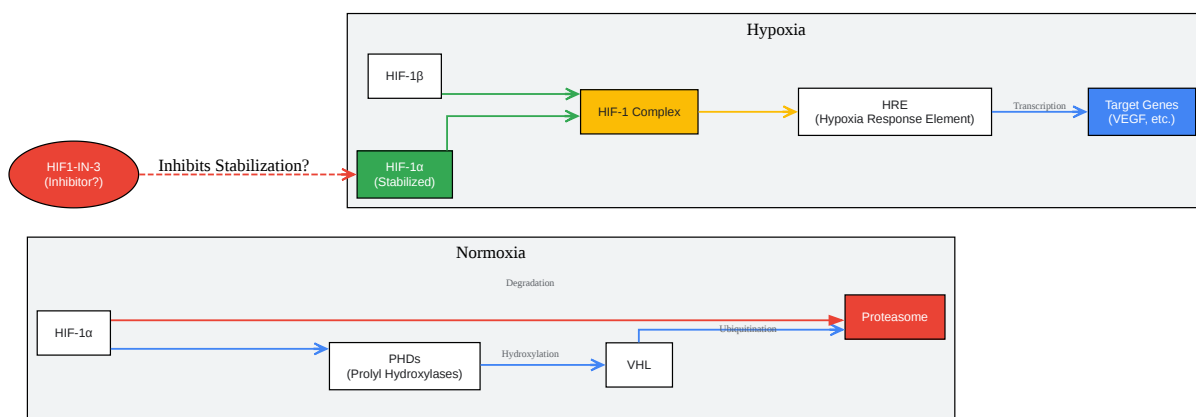 Hypoxia
HIF-1β
HIF-1 Complex
HRE
(Hypoxia Response Element)
Transcription
Target Genes
(VEGF, etc.)
HIF1-IN-3
(Inhibitor?)
Inhibits Stabilization?
HIF-1α
(Stabilized)
Normoxia
Degradation
HIF-1α
Proteasome
Ubiquitination
PHDs
(Prolyl Hydroxylases)
Hydroxylation
VHL